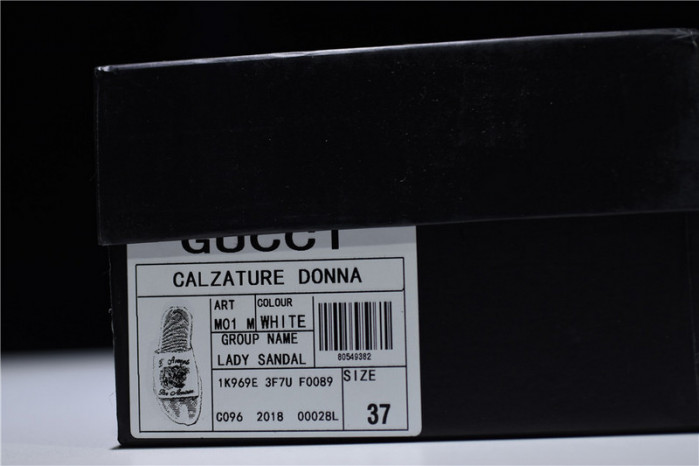 GUCCI
CALZATURE DONNA
ART
COLOUR
M01 M
WHITE
GROUP NAME
LADY SANDAL
80549382
1K969E 3F7U F0089
SIZE
C096 2018 00028L
37